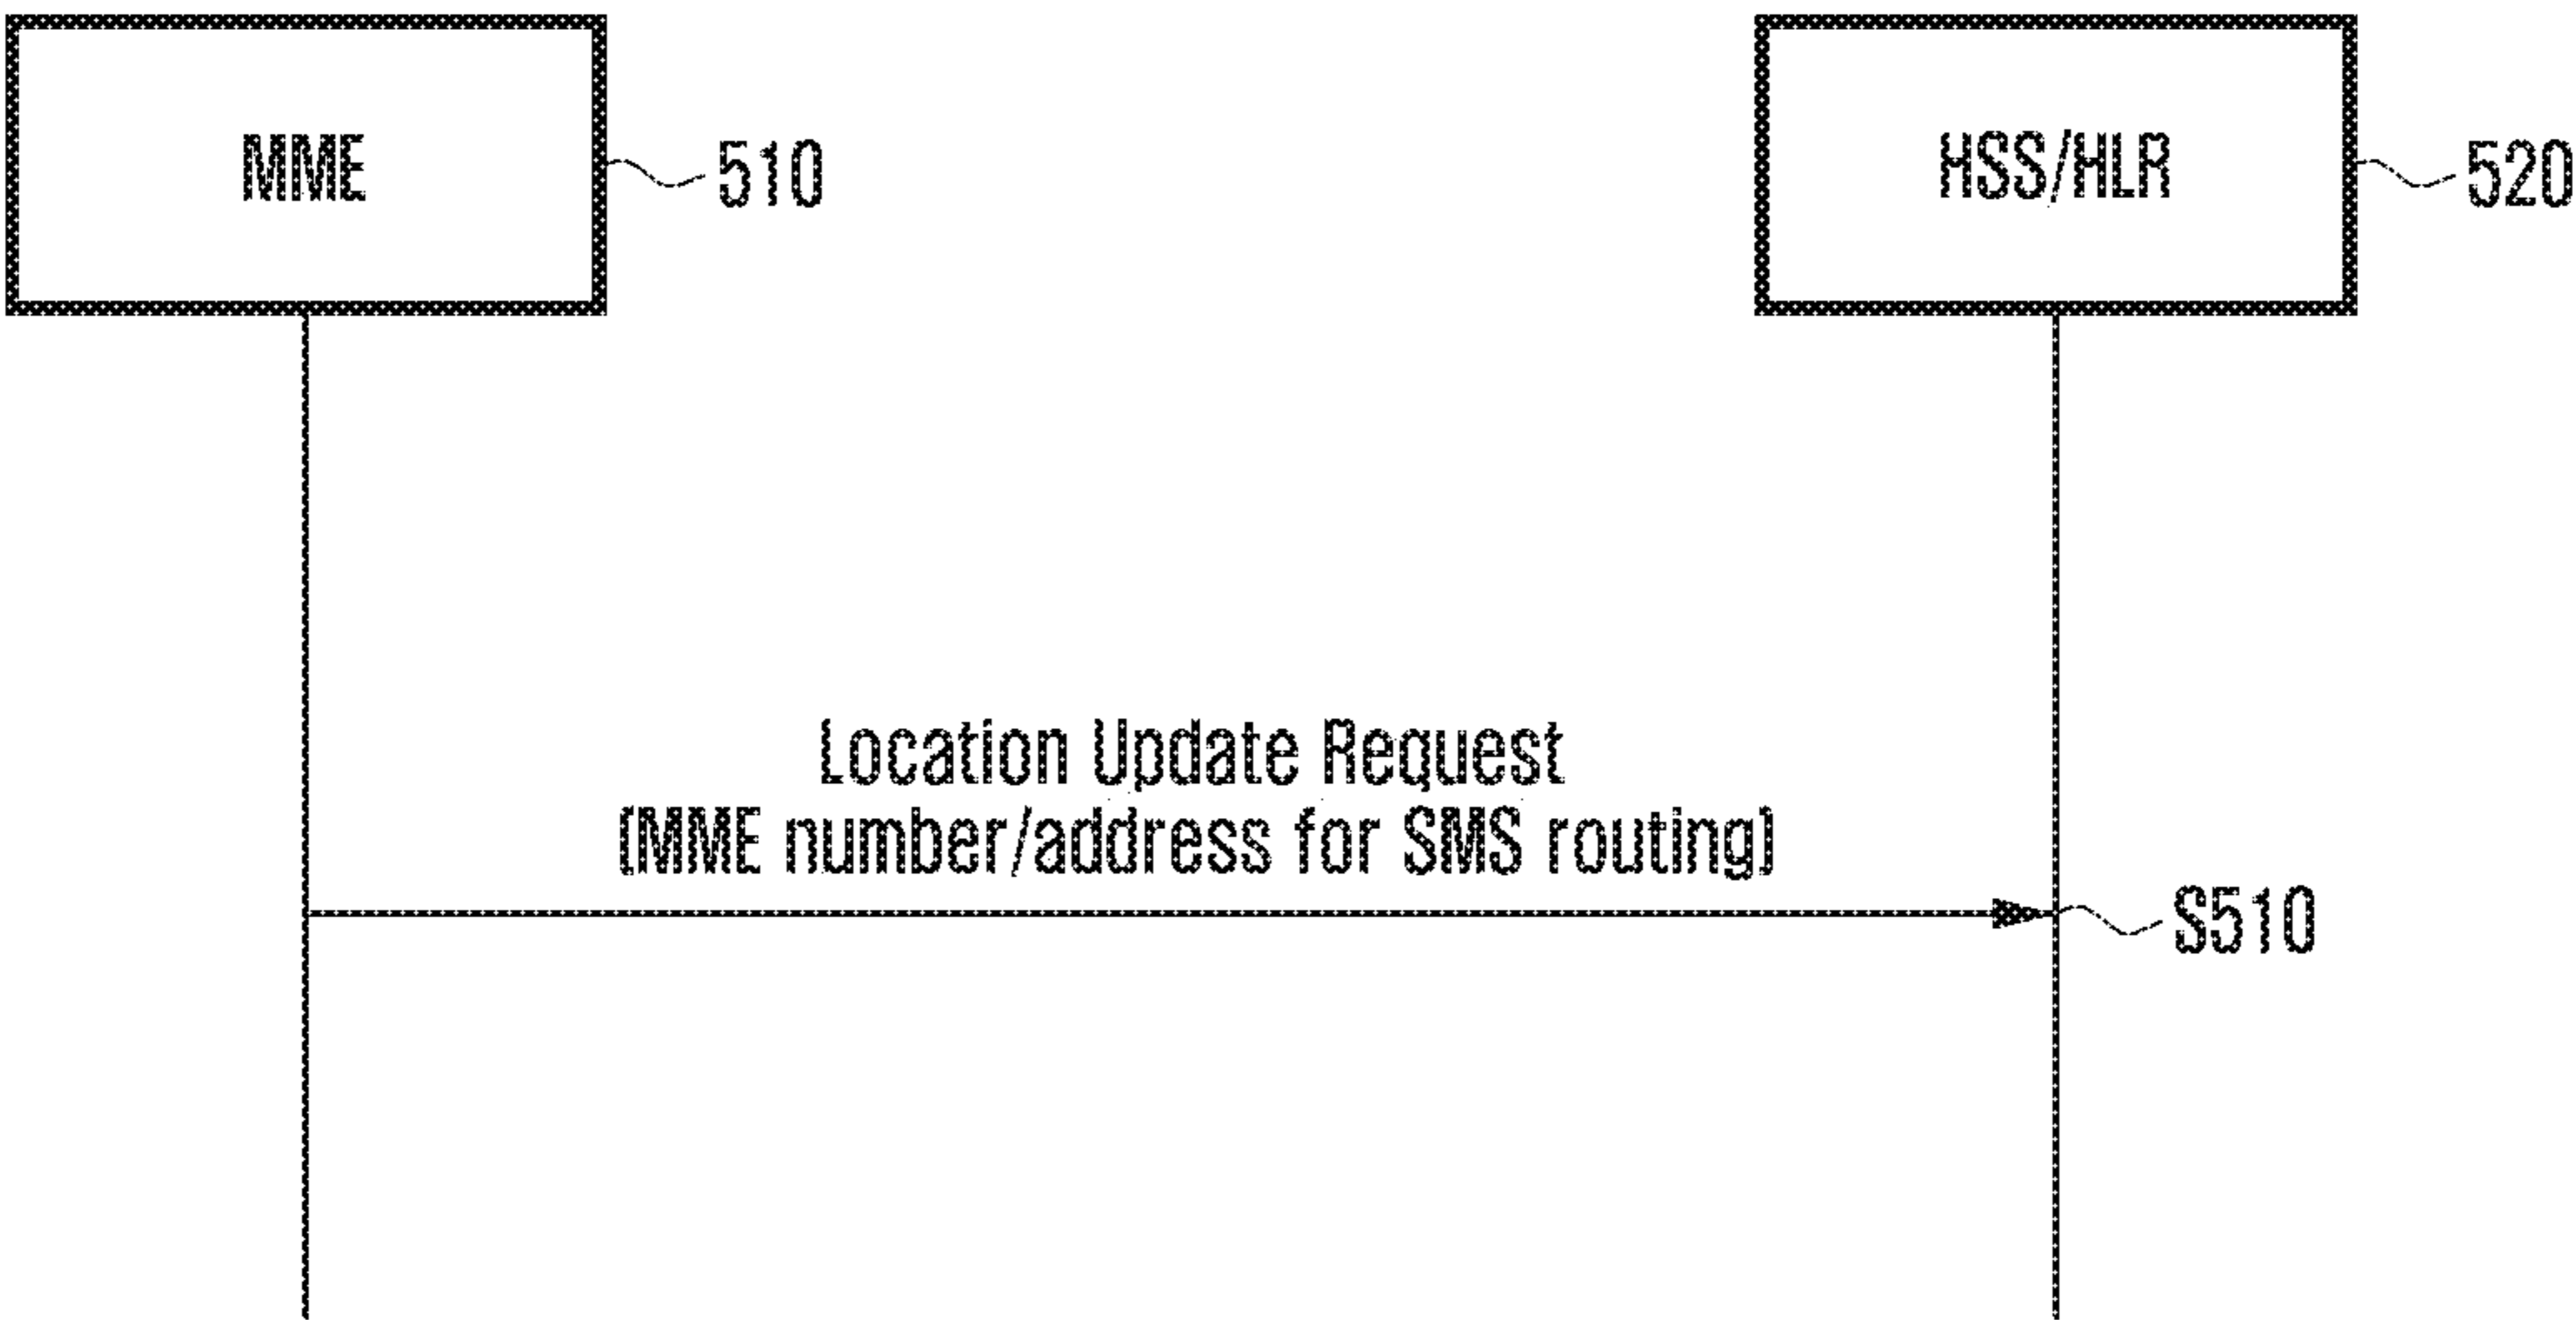 MME
510
HSS/HLR
520
Location Update Request
(MME number/address for SMS routing)
S510